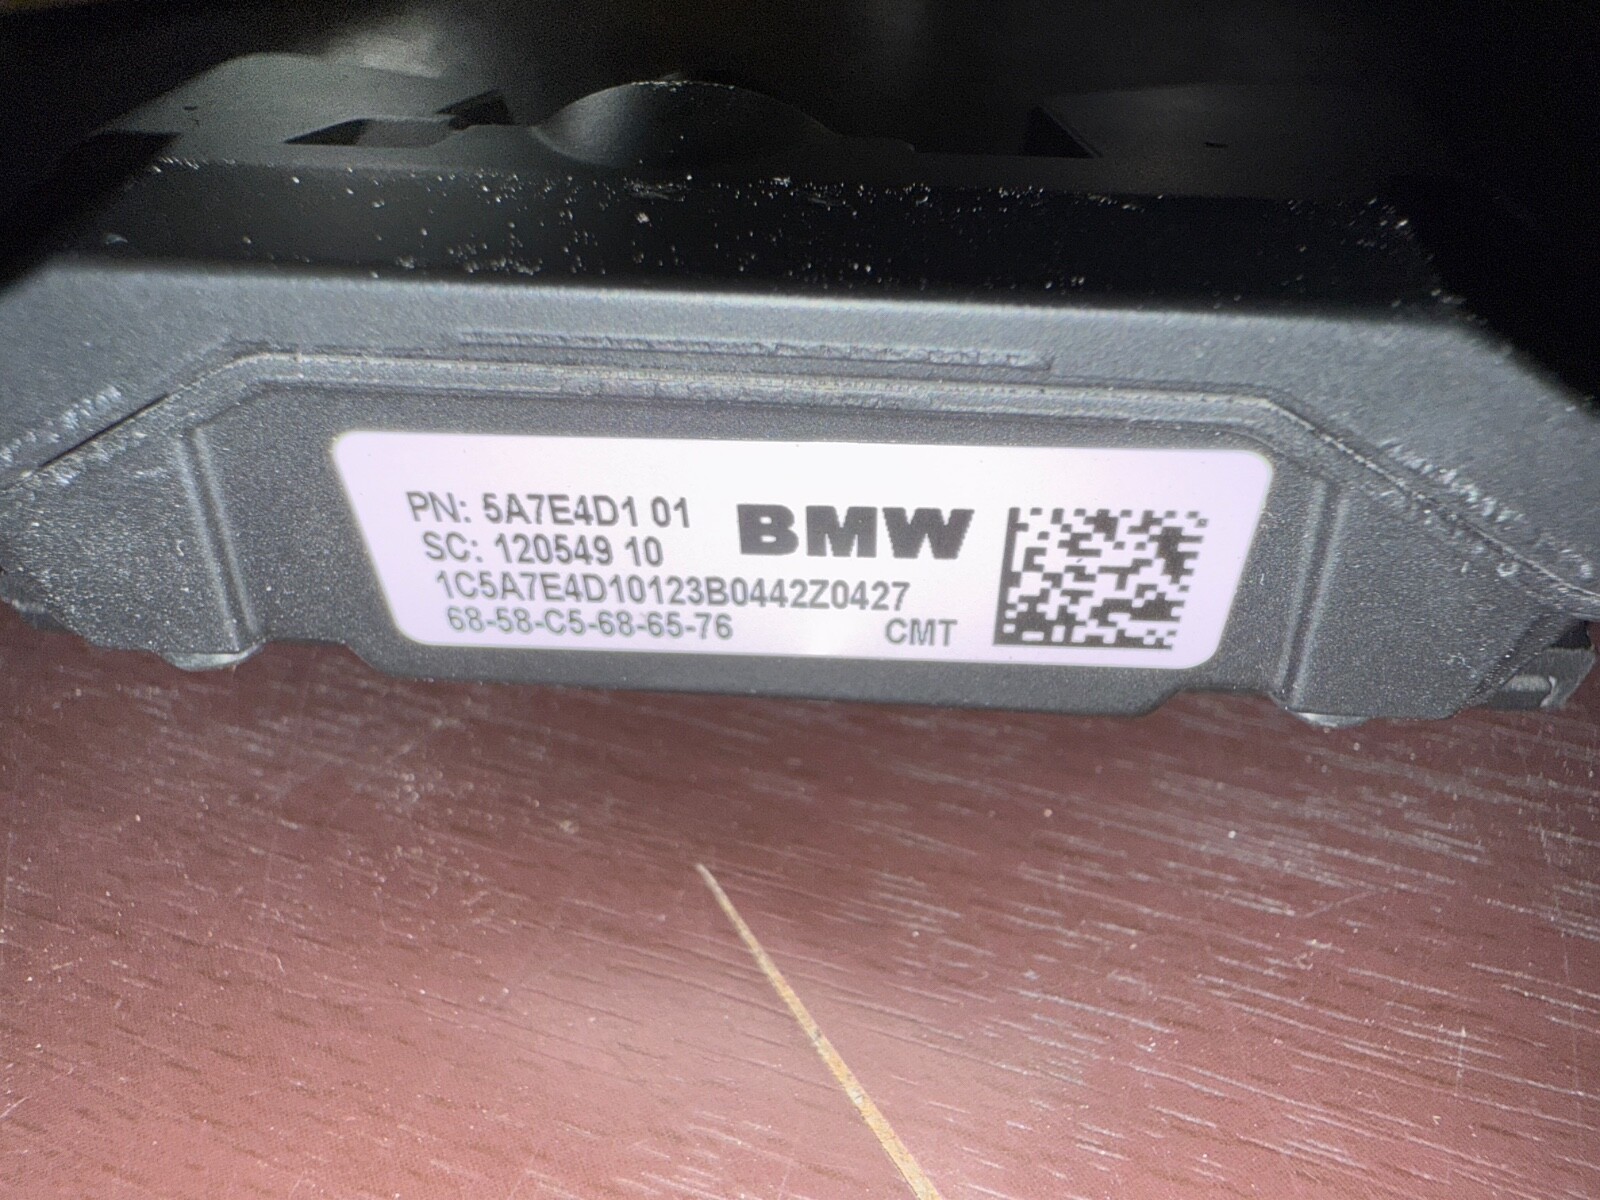 PN: 5A7E4D1 01
SC: 120549 10
BMW
1C5A7E4D10123B0442Z0427
68-58-C5-68-65-76
CMT